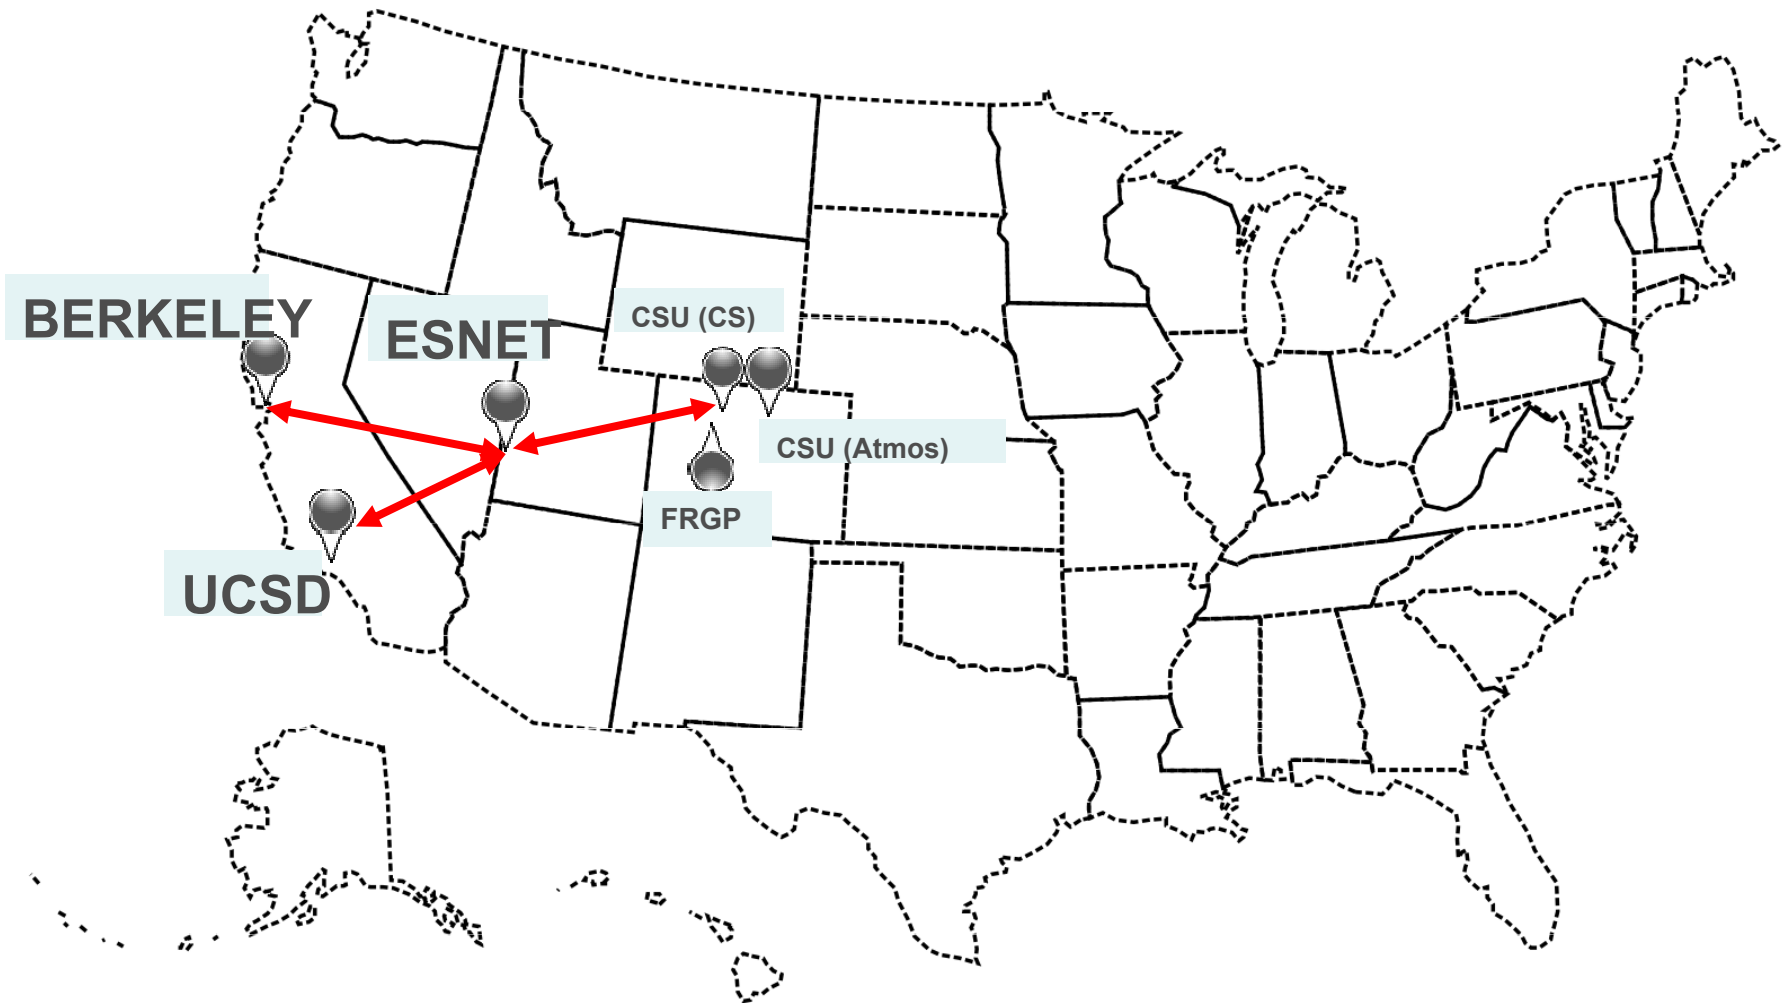 BERKELEY
ESNET
CSU (CS)
CSU (Atmos)
FRGP
UCSD